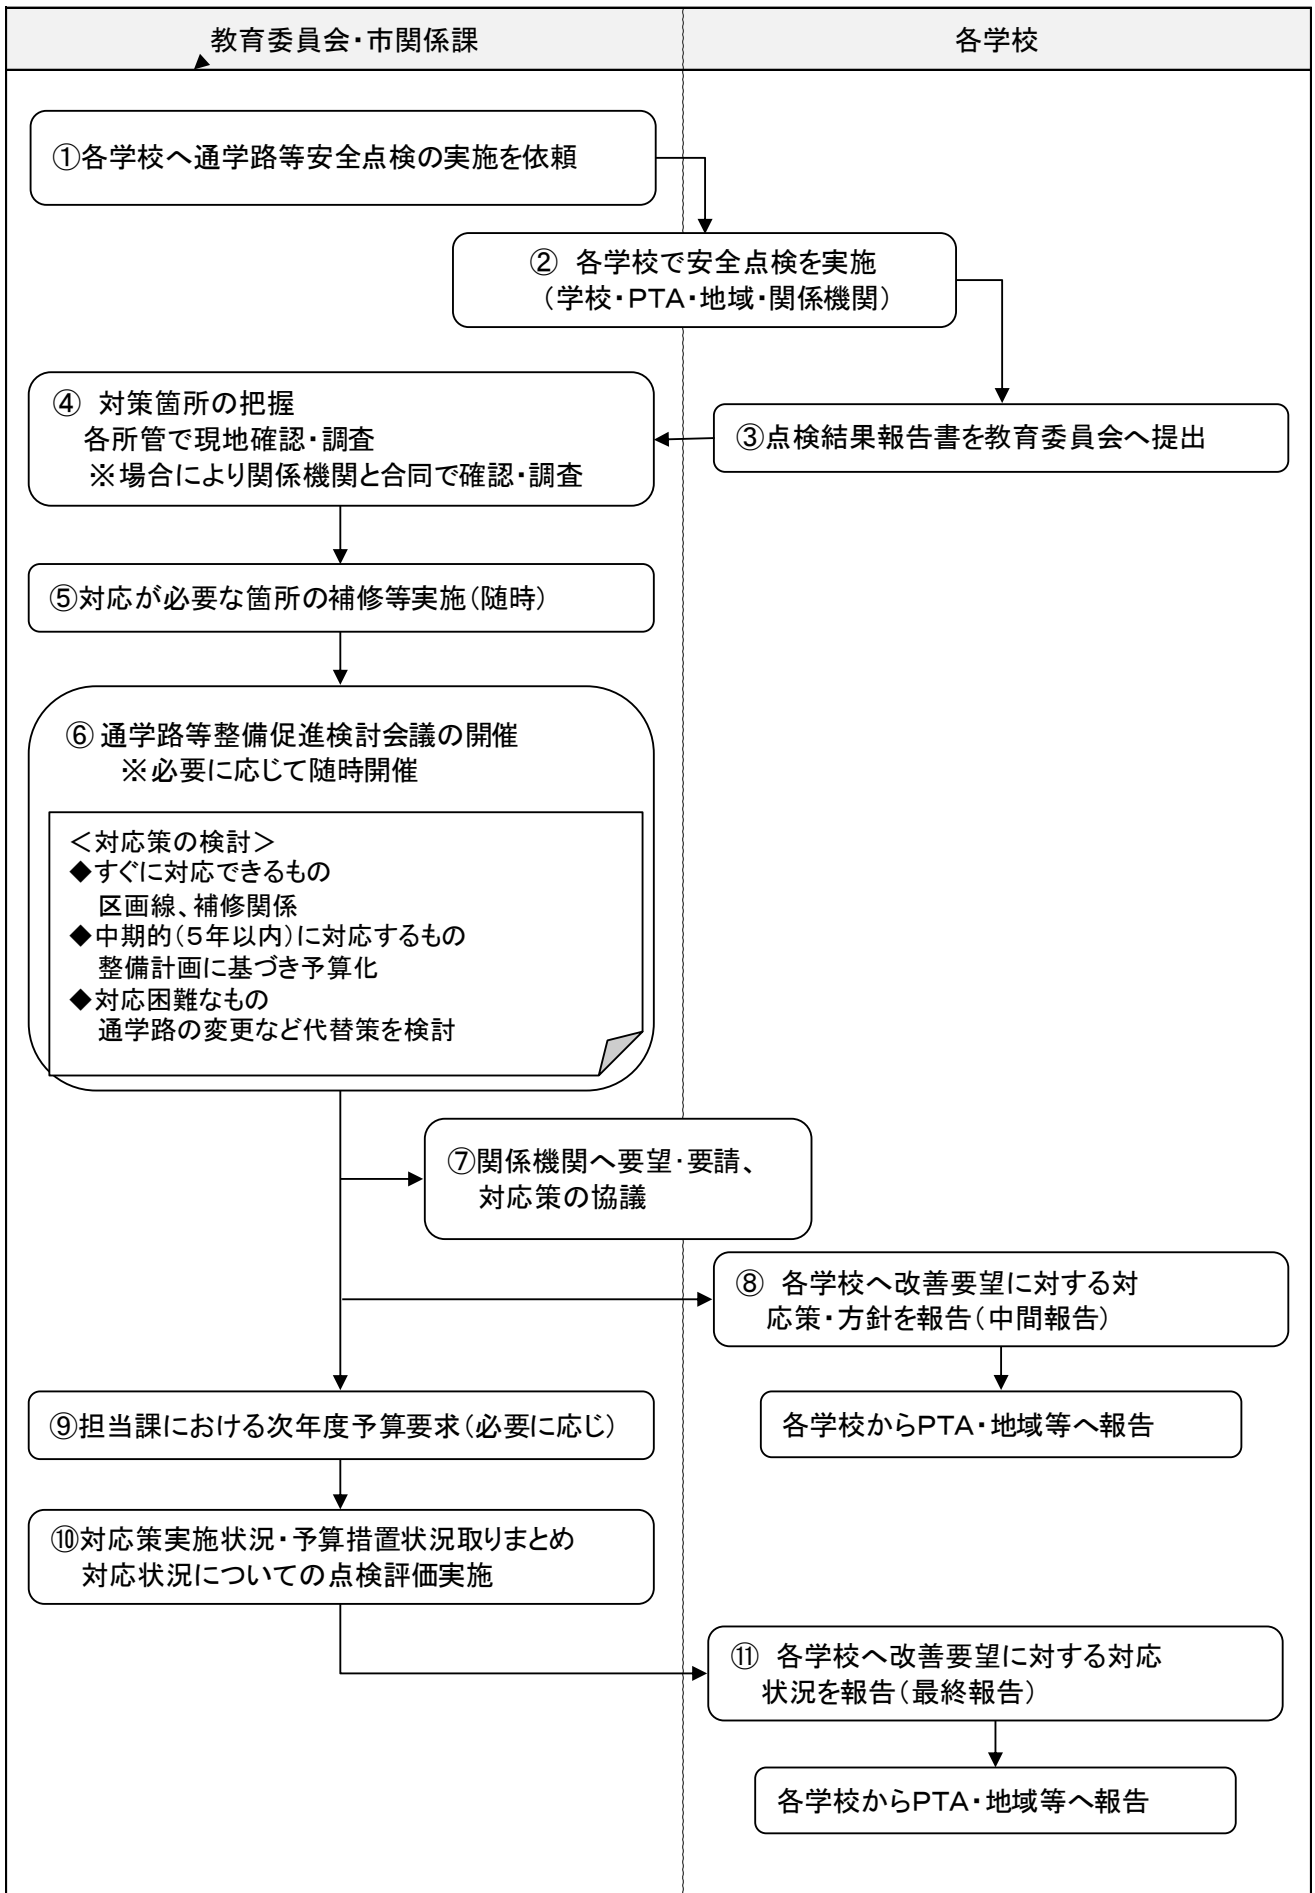 教育委員会・市関係課
各学校
①各学校へ通学路等安全点検の実施を依頼
② 各学校で安全点検を実施
（学校・PTA・地域・関係機関）
③点検結果報告書を教育委員会へ提出
④ 対策箇所の把握
各所管で現地確認・調査
※場合により関係機関と合同で確認・調査
⑤対応が必要な箇所の補修等実施（随時）
⑥ 通学路等整備促進検討会議の開催
※必要に応じて随時開催
＜対応策の検討＞
◆すぐに対応できるもの
区画線、補修関係
◆中期的（５年以内）に対応するもの
整備計画に基づき予算化
◆対応困難なもの
通学路の変更など代替策を検討
⑦関係機関へ要望・要請、
対応策の協議
⑧ 各学校へ改善要望に対する対
応策・方針を報告（中間報告）
各学校からPTA・地域等へ報告
⑨担当課における次年度予算要求（必要に応じ）
⑩対応策実施状況・予算措置状況取りまとめ
対応状況についての点検評価実施
⑪ 各学校へ改善要望に対する対応
状況を報告（最終報告）
各学校からPTA・地域等へ報告